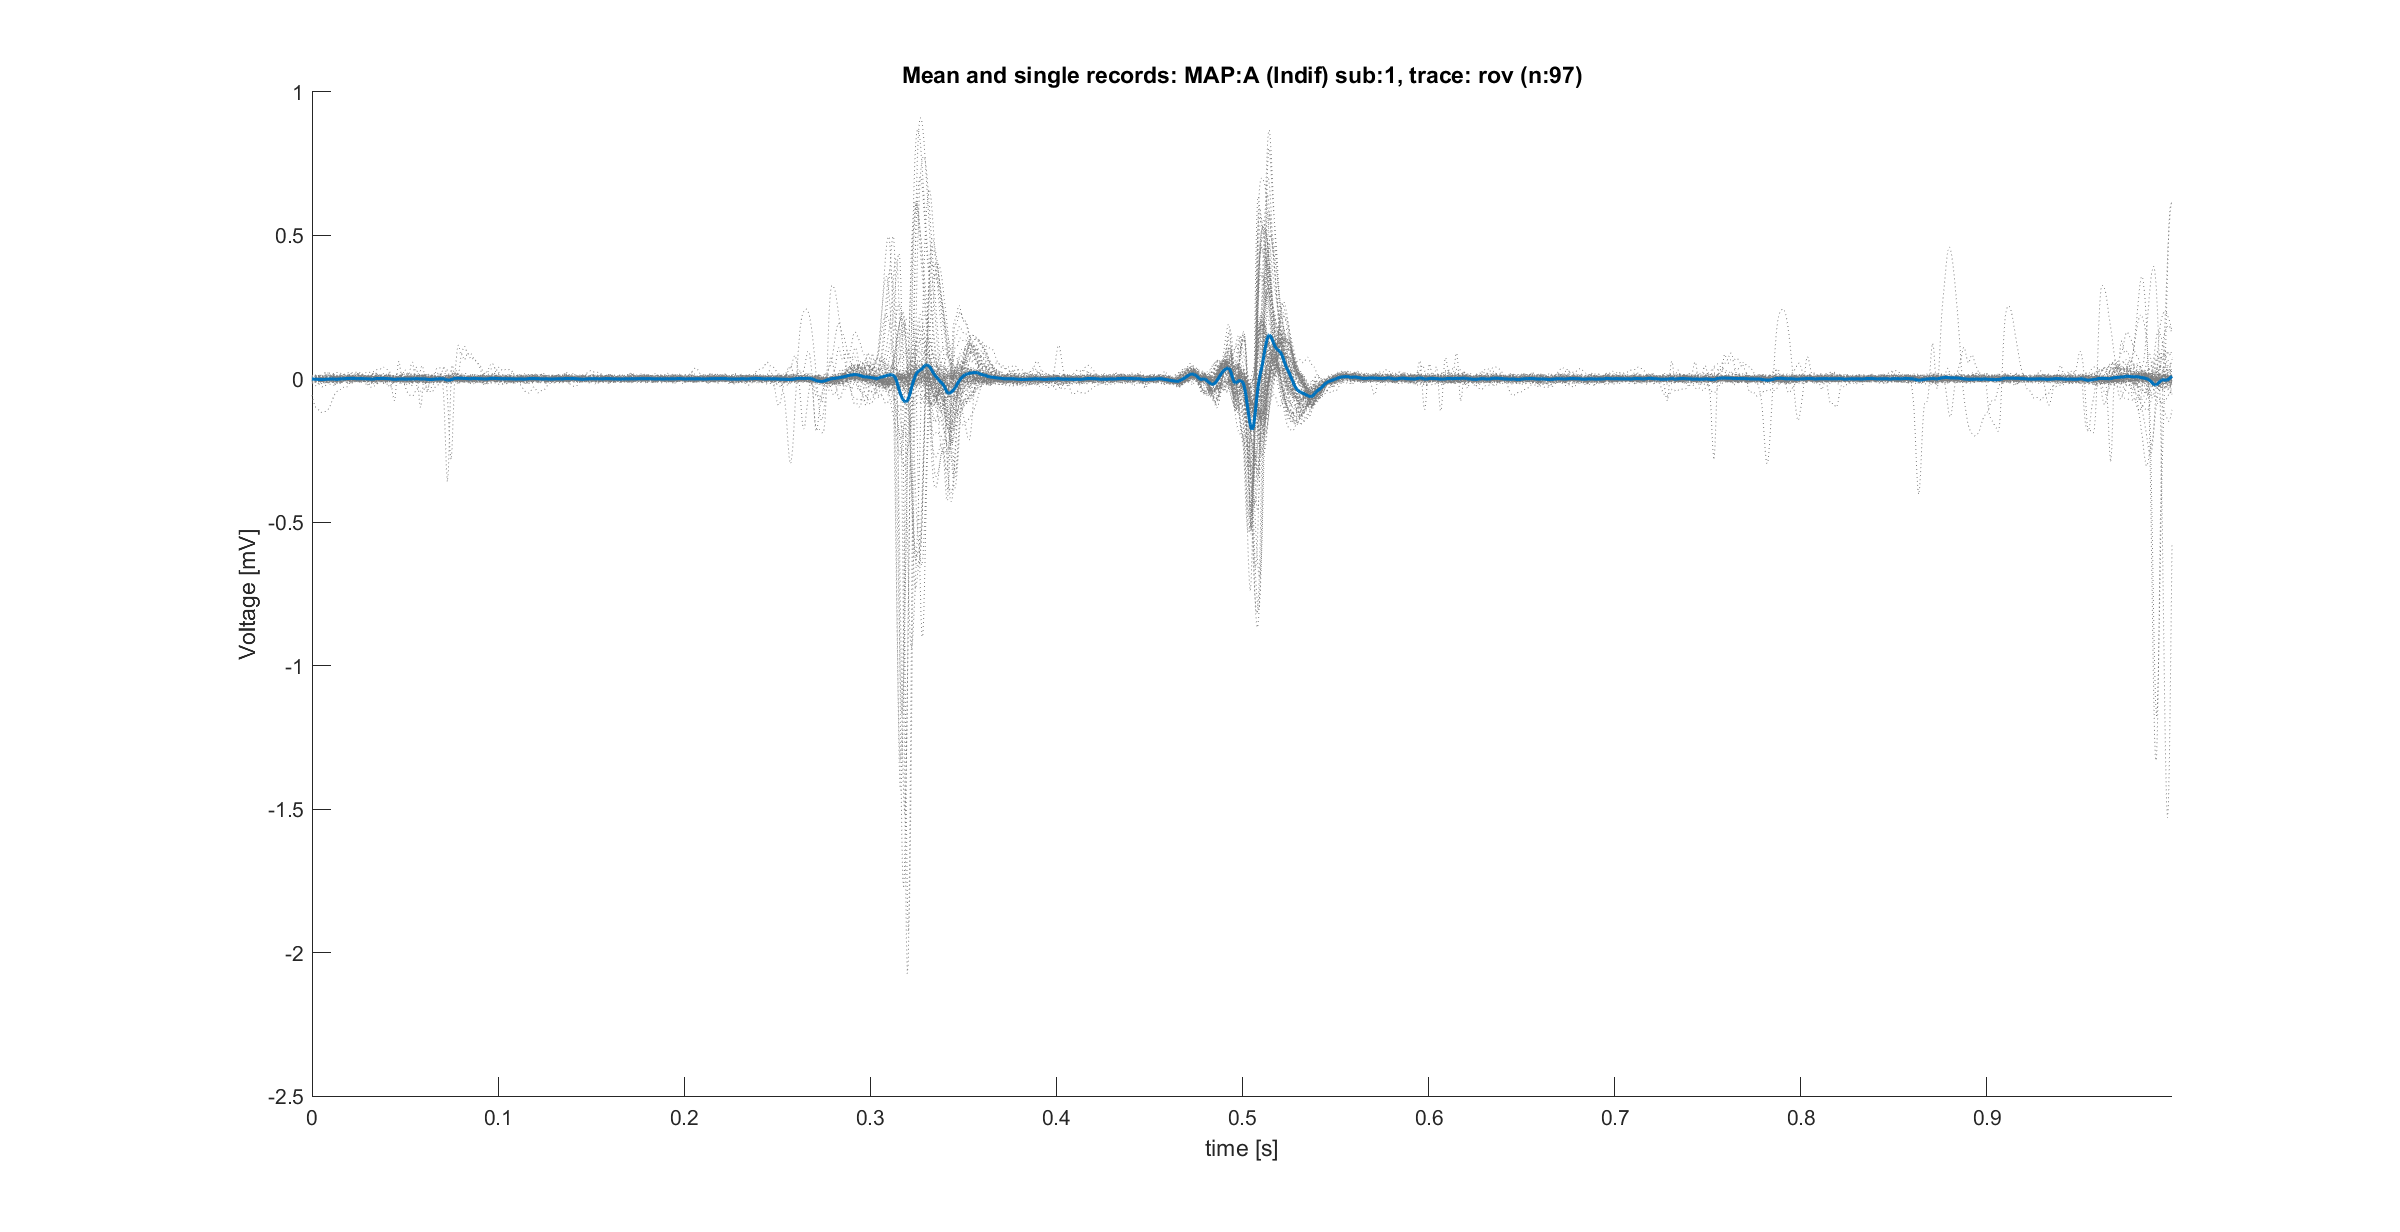 Mean and single records: MAP:A (Indif) sub:1, trace: rov (n:97)
1
0.5
0
-0.5
-1
-1.5
-2
-2.5
Voltage [mV]
0 0.1 0.2 0.3 0.4 0.5 0.6 0.7 0.8 0.9
time [s]